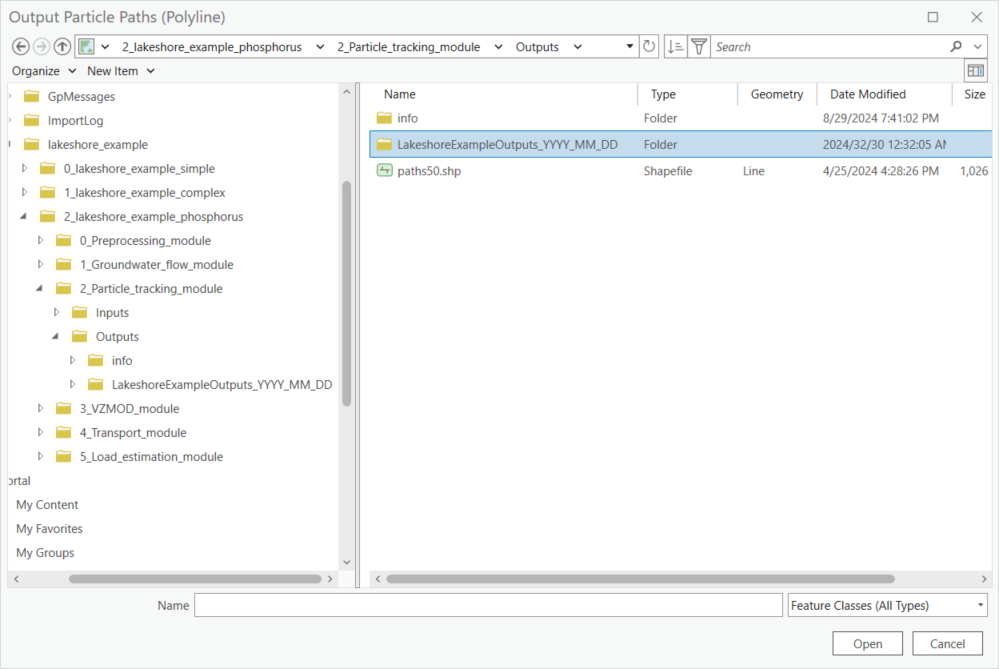 Output Particle Paths (Polyline)
2_lakeshore_example_phosphorus 2_Particle_tracking_module Outputs Search
Organize New Item
GpMessages
ImportLog
lakeshore_example
0_lakeshore_example_simple
1_lakeshore_example_complex
2_lakeshore_example_phosphorus
0_Preprocessing_module
1_Groundwater_flow_module
2_Particle_tracking_module
Inputs
Outputs
info
LakeshoreExampleOutputs_YYYY_MM_DD
3_VZMOD_module
4_Transport_module
5_Load_estimation_module
ortal
My Content
My Favorites
My Groups
Name Type Geometry Date Modified Size
info Folder 8/29/2024 7:41:02 PM
LakeshoreExampleOutputs_YYYY_MM_DD Folder 2024/32/30 12:32:05 AM
paths50.shp Shapefile Line 4/25/2024 4:28:26 PM 1,026
Name Feature Classes (All Types)
Open Cancel